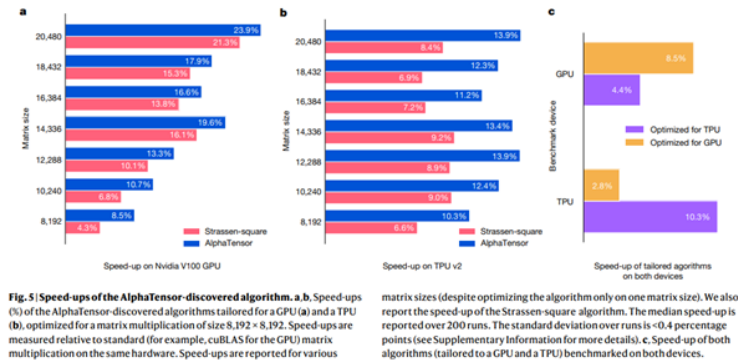 a
20,480
23.9%
21.3%
18,432
17.9%
15.3%
16,384
16.6%
13.8%
14,336
19.6%
16.1%
12,288
13.3%
10.1%
10,240
10.7%
6.8%
8,192
8.5%
4.3%
Matrix size
Strassen-square
AlphaTensor
Speed-up on Nvidia V100 GPU
b
20,480
13.9%
8.4%
18,432
12.3%
6.9%
16,384
11.2%
7.2%
14,336
13.4%
9.2%
12,288
13.9%
8.9%
10,240
12.4%
9.0%
8,192
10.3%
6.6%
Matrix size
Strassen-square
AlphaTensor
Speed-up on TPU v2
c
GPU
8.5%
4.4%
Optimized for TPU
Optimized for GPU
TPU
2.8%
10.3%
Benchmark device
Speed-up of tailored agorithms
on both devices
Fig. 5 | Speed-ups of the AlphaTensor-discovered algorithm. a,b, Speed-ups
(%) of the AlphaTensor-discovered algorithms tailored for a GPU (a) and a TPU
(b), optimized for a matrix multiplication of size 8,192 × 8,192. Speed-ups are
measured relative to standard (for example, cuBLAS for the GPU) matrix
multiplication on the same hardware. Speed-ups are reported for various
matrix sizes (despite optimizing the algorithm only on one matrix size). We also
report the speed-up of the Strassen-square algorithm. The median speed-up is
reported over 200 runs. The standard deviation over runs is <0.4 percentage
points (see Supplementary Information for more details). c, Speed-up of both
algorithms (tailored to a GPU and a TPU) benchmarked on both devices.